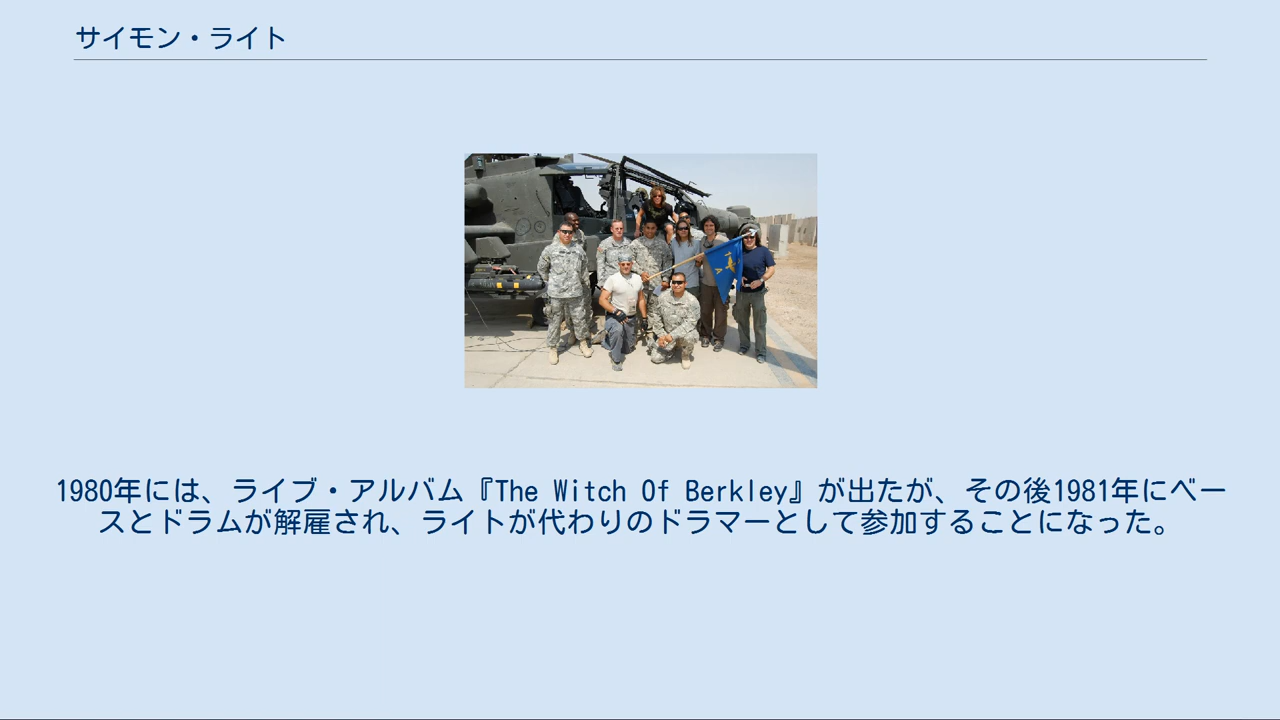 サイモン・ライト
1980年には、ライブ・アルバム『The Witch Of Berkley』が出たが、その後1981年にベー
スとドラムが解雇され、ライトが代わりのドラマーとして参加することになった。